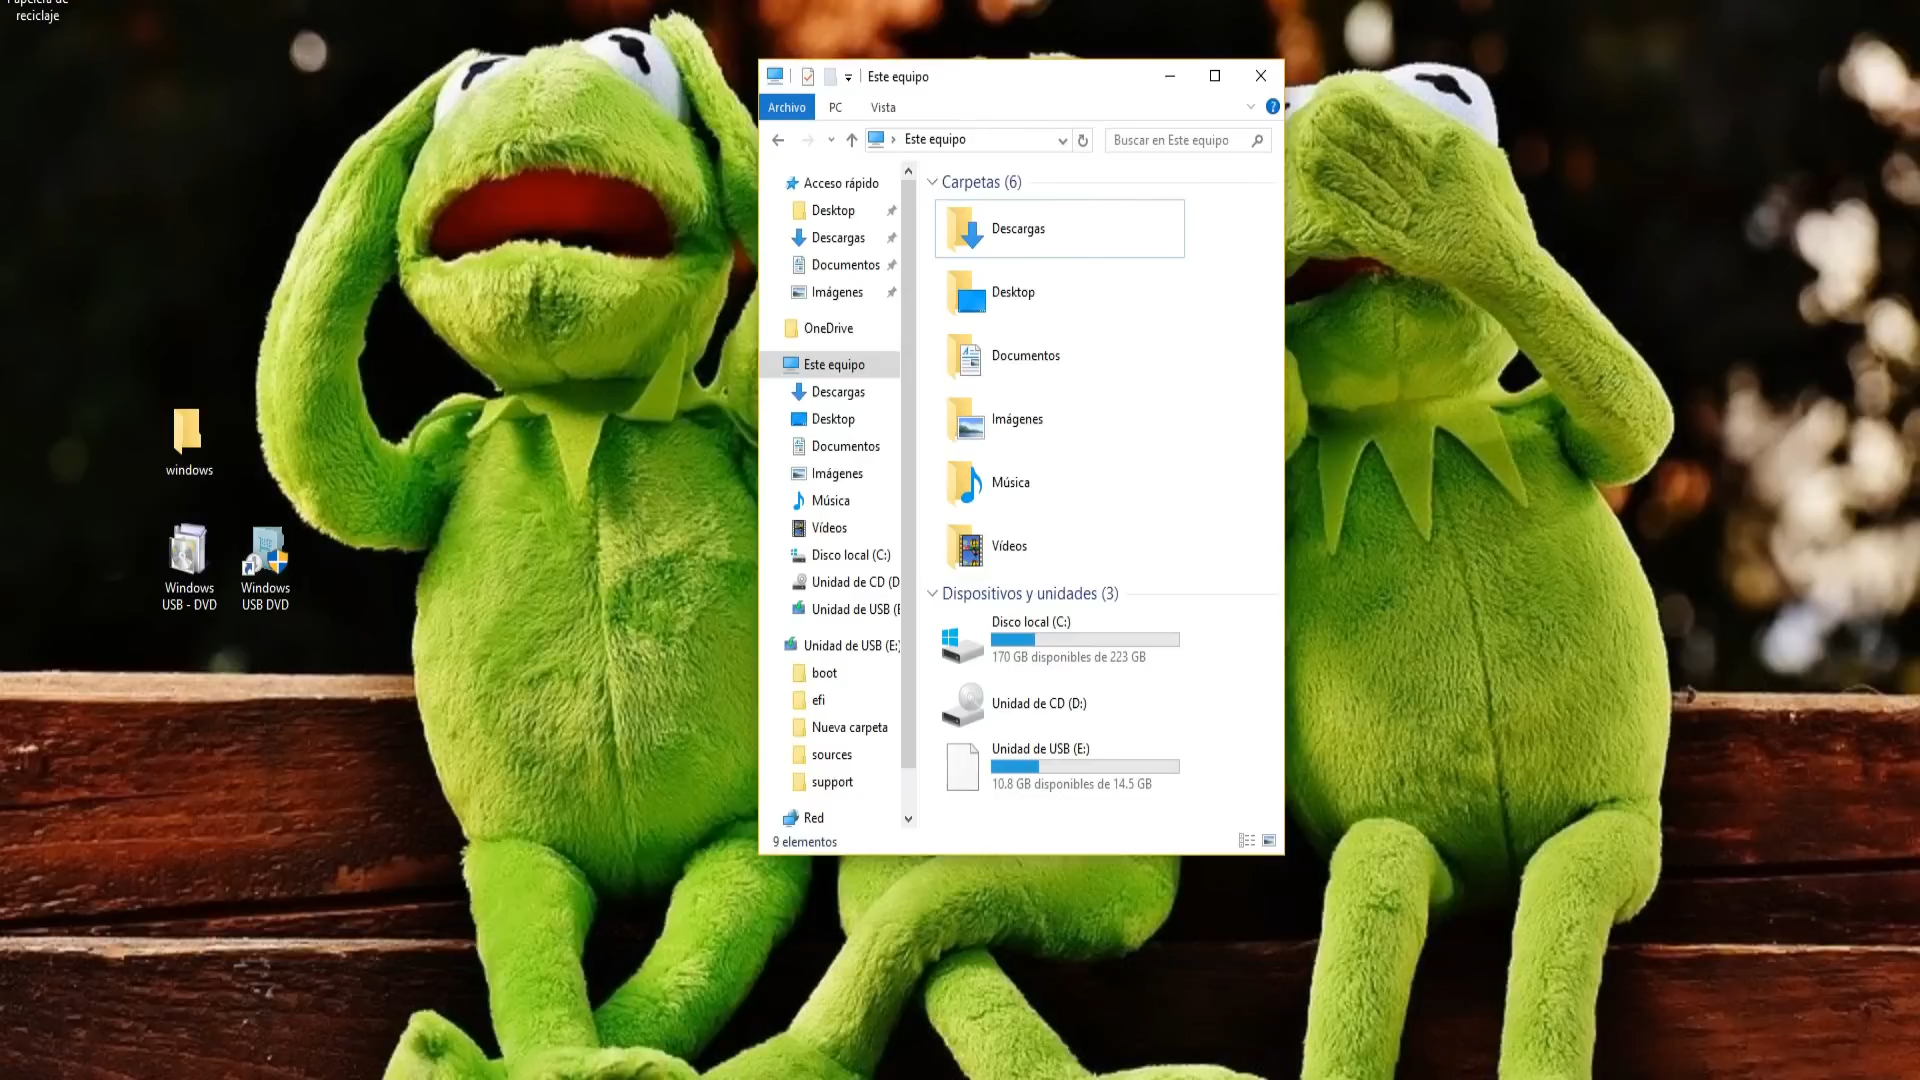 reciclaje
windows
Windows
USB - DVD
Windows
USB DVD
Este equipo
Archivo
PC
Vista
Este equipo
Buscar en Este equipo
Acceso rápido
Desktop
Descargas
Documentos
Imágenes
OneDrive
Este equipo
Descargas
Desktop
Documentos
Imágenes
Música
Vídeos
Disco local (C:)
Unidad de CD (D
Unidad de USB (E
Unidad de USB (E:)
boot
efi
Nueva carpeta
sources
support
Red
9 elementos
Carpetas (6)
Descargas
Desktop
Documentos
Imágenes
Música
Vídeos
Dispositivos y unidades (3)
Disco local (C:)
170 GB disponibles de 223 GB
Unidad de CD (D:)
Unidad de USB (E:)
10.8 GB disponibles de 14.5 GB